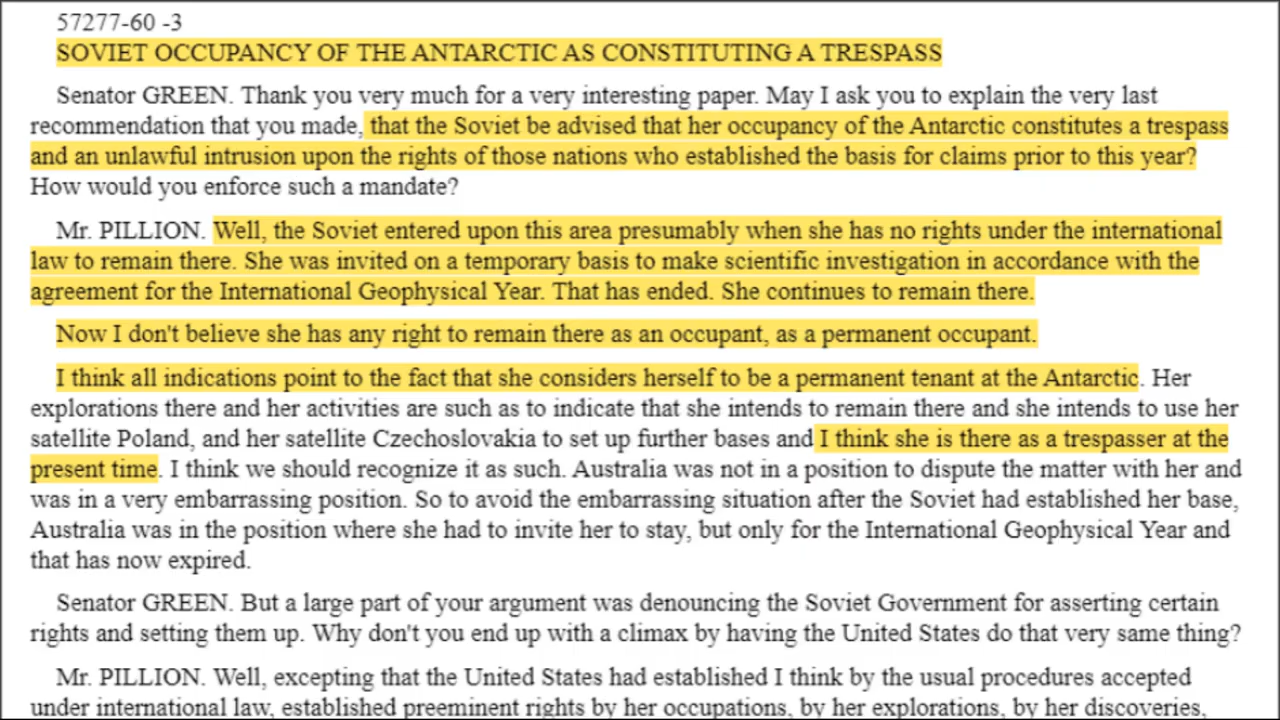 57277-60 -3
SOVIET OCCUPANCY OF THE ANTARCTIC AS CONSTITUTING A TRESPASS
Senator GREEN. Thank you very much for a very interesting paper. May I ask you to explain the very last
recommendation that you made, that the Soviet be advised that her occupancy of the Antarctic constitutes a trespass
and an unlawful intrusion upon the rights of those nations who established the basis for claims prior to this year?
How would you enforce such a mandate?
Mr. PILLION. Well, the Soviet entered upon this area presumably when she has no rights under the international
law to remain there. She was invited on a temporary basis to make scientific investigation in accordance with the
agreement for the International Geophysical Year. That has ended. She continues to remain there.
Now I don't believe she has any right to remain there as an occupant, as a permanent occupant.
I think all indications point to the fact that she considers herself to be a permanent tenant at the Antarctic. Her
explorations there and her activities are such as to indicate that she intends to remain there and she intends to use her
satellite Poland, and her satellite Czechoslovakia to set up further bases and I think she is there as a trespasser at the
present time. I think we should recognize it as such. Australia was not in a position to dispute the matter with her and
was in a very embarrassing position. So to avoid the embarrassing situation after the Soviet had established her base,
Australia was in the position where she had to invite her to stay, but only for the International Geophysical Year and
that has now expired.
Senator GREEN. But a large part of your argument was denouncing the Soviet Government for asserting certain
rights and setting them up. Why don't you end up with a climax by having the United States do that very same thing?
Mr. PILLION. Well, excepting that the United States had established I think by the usual procedures accepted
under international law, established preeminent rights by her occupations, by her explorations, by her discoveries,